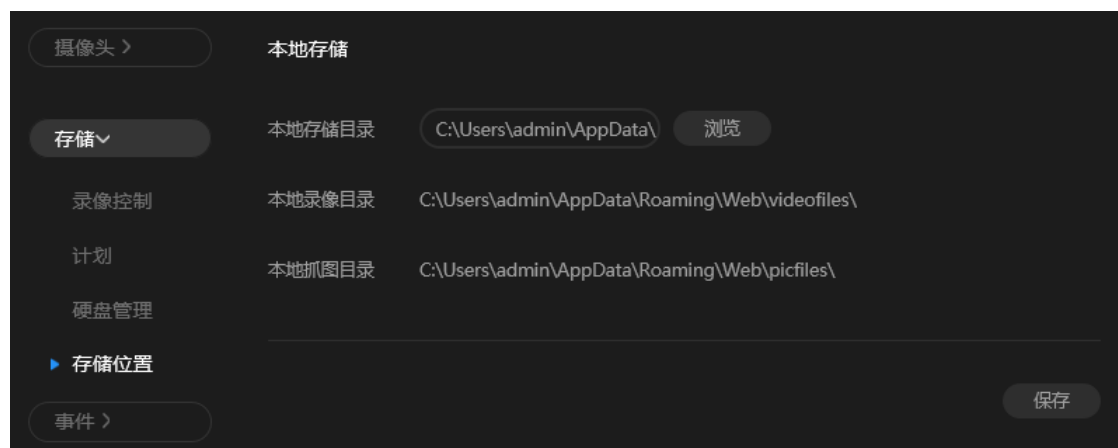 摄像头
本地存储
本地存储目录 C:\Users\admin\AppData\ 浏览
存储
录像控制
本地录像目录 C:\Users\admin\AppData\Roaming\Web\videofiles\
计划
本地抓图目录 C:\Users\admin\AppData\Roaming\Web\picfiles\
硬盘管理
存储位置
保存
事件